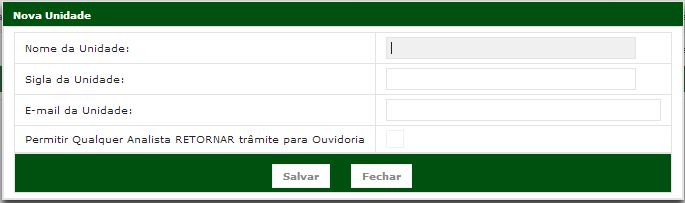 Nova Unidade
Nome da Unidade:
Sigla da Unidade:
E-mail da Unidade:
Permitir Qualquer Analista RETORNAR trâmite para Ouvidoria
Salvar Fechar